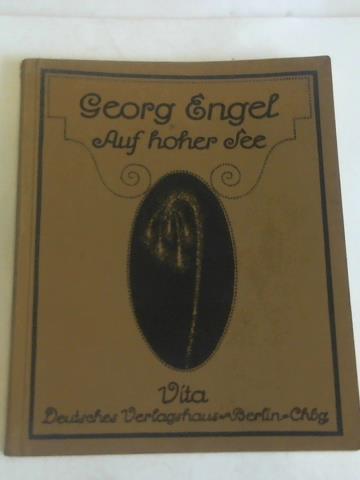 Georg Engel
Auf hoher See
Vita
Deutsches Verlagshaus-Berlin-Chbg